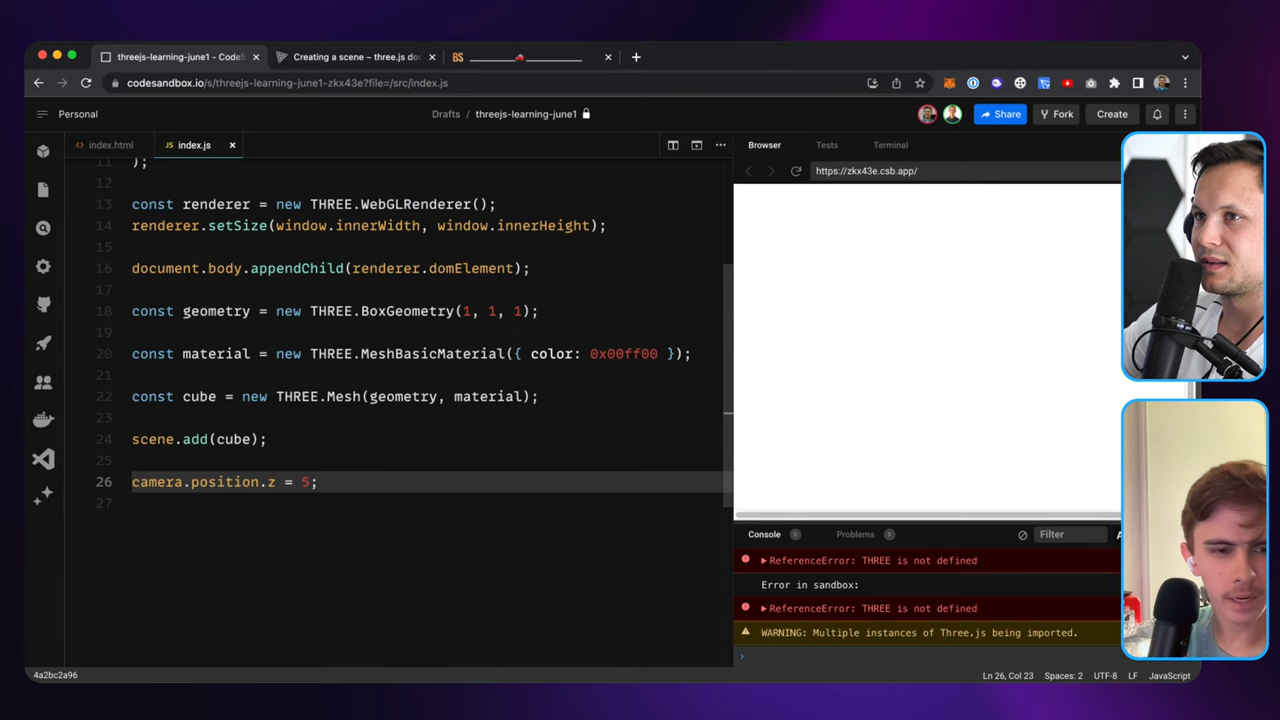 threejs-learning-june1 - CodeS
Creating a scene – three.js doc
BS
codesandbox.io/s/threejs-learning-june1-zkx43e?file=/src/index.js
Personal
Drafts / threejs-learning-june1
Share
Fork
Create
<> index.html
JS index.js
Browser
Tests
Terminal
https://zkx43e.csb.app/
11 );
12
13 const renderer = new THREE.WebGLRenderer();
14 renderer.setSize(window.innerWidth, window.innerHeight);
15
16 document.body.appendChild(renderer.domElement);
17
18 const geometry = new THREE.BoxGeometry(1, 1, 1);
19
20 const material = new THREE.MeshBasicMaterial({ color: 0x00ff00 });
21
22 const cube = new THREE.Mesh(geometry, material);
23
24 scene.add(cube);
25
26 camera.position.z = 5;
27
Console 0
Problems 0
Filter
ReferenceError: THREE is not defined
Error in sandbox:
ReferenceError: THREE is not defined
WARNING: Multiple instances of Three.js being imported.
4a2bc2a96
Ln 26, Col 23
Spaces: 2
UTF-8
LF
JavaScript